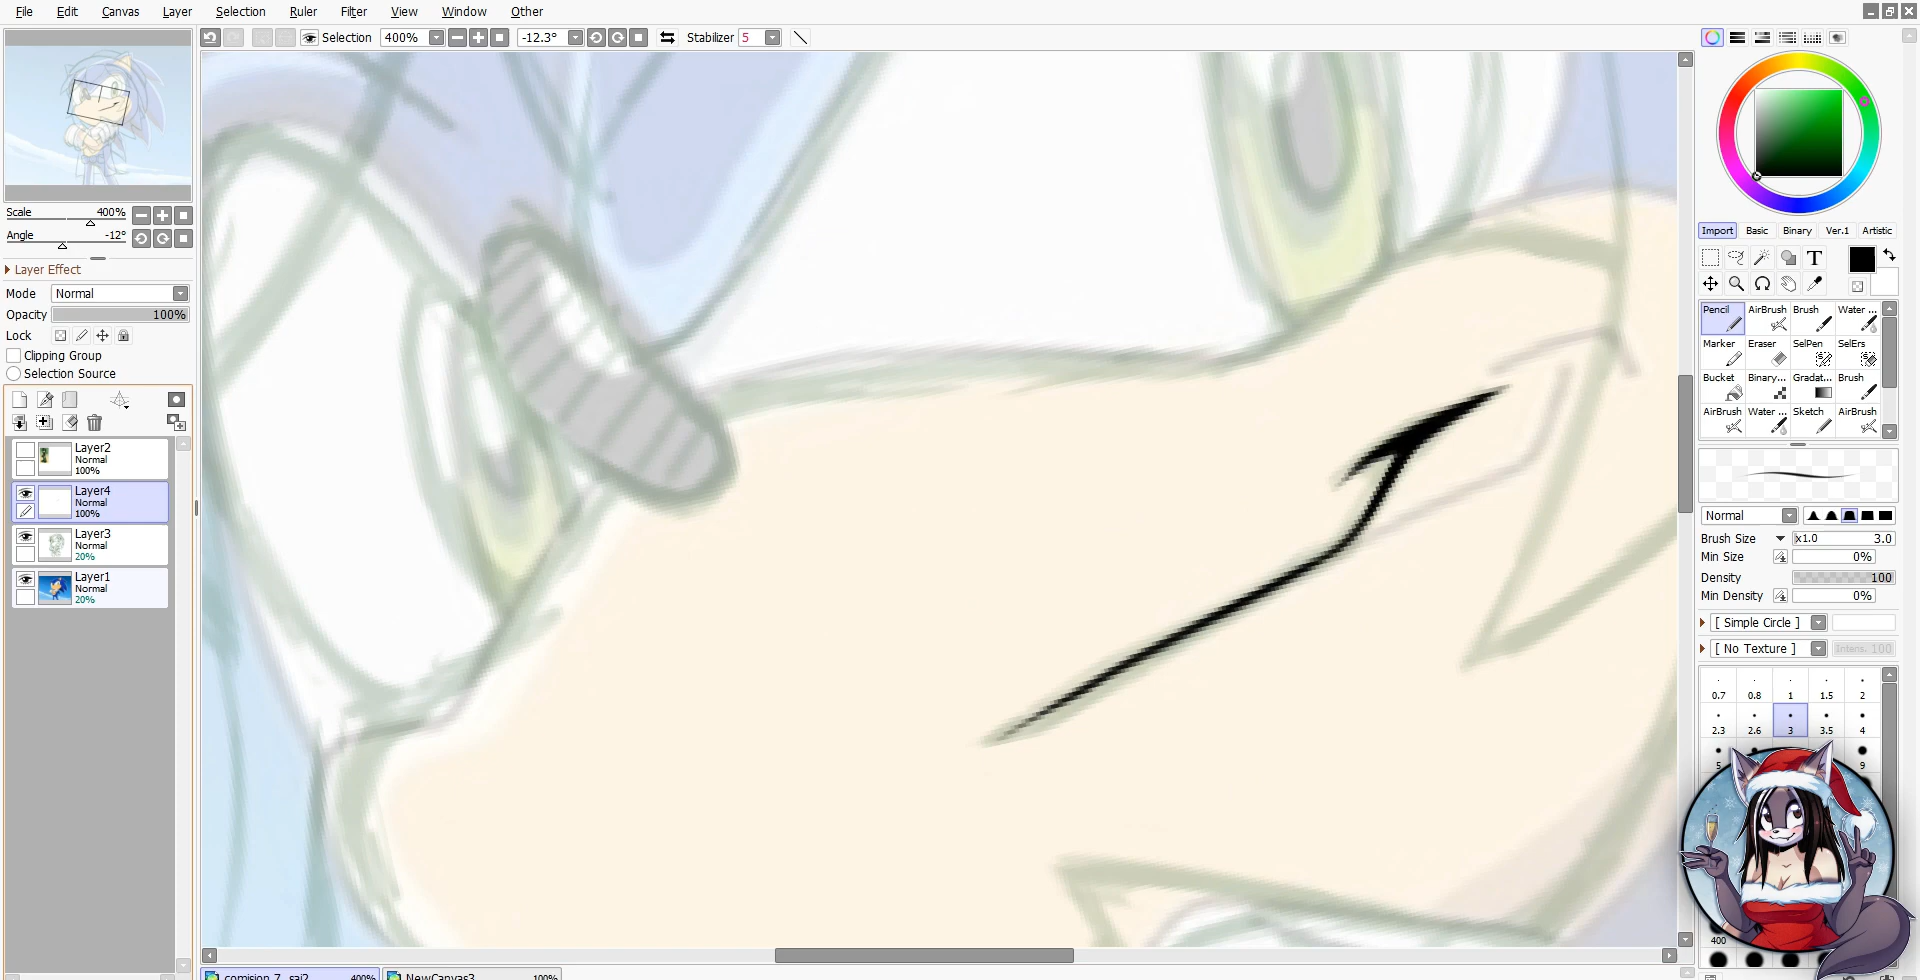 File Edit Canvas Layer Selection Ruler Filter View Window Other
Selection 400% -12.3° Stabilizer 5
Scale 400%
Angle -12°
Layer Effect
Mode Normal
Opacity 100%
Lock
Clipping Group
Selection Source
Layer2
Normal
100%
Layer4
Normal
100%
Layer3
Normal
20%
Layer1
Normal
20%
Import Basic Binary Ver.1 Artistic
T
Pencil AirBrush Brush Water ...
Marker Eraser SelPen SelErs
Bucket Binary... Gradat... Brush
AirBrush Water ... Sketch AirBrush
Normal
Brush Size x1.0 3.0
Min Size 0%
Density 100
Min Density 0%
[ Simple Circle ]
[ No Texture ] Intens. 100
0.7 0.8 1 1.5 2
2.3 2.6 3 3.5 4
5 9
400
comision 7 .sai2 400% NewCanvas3 100%